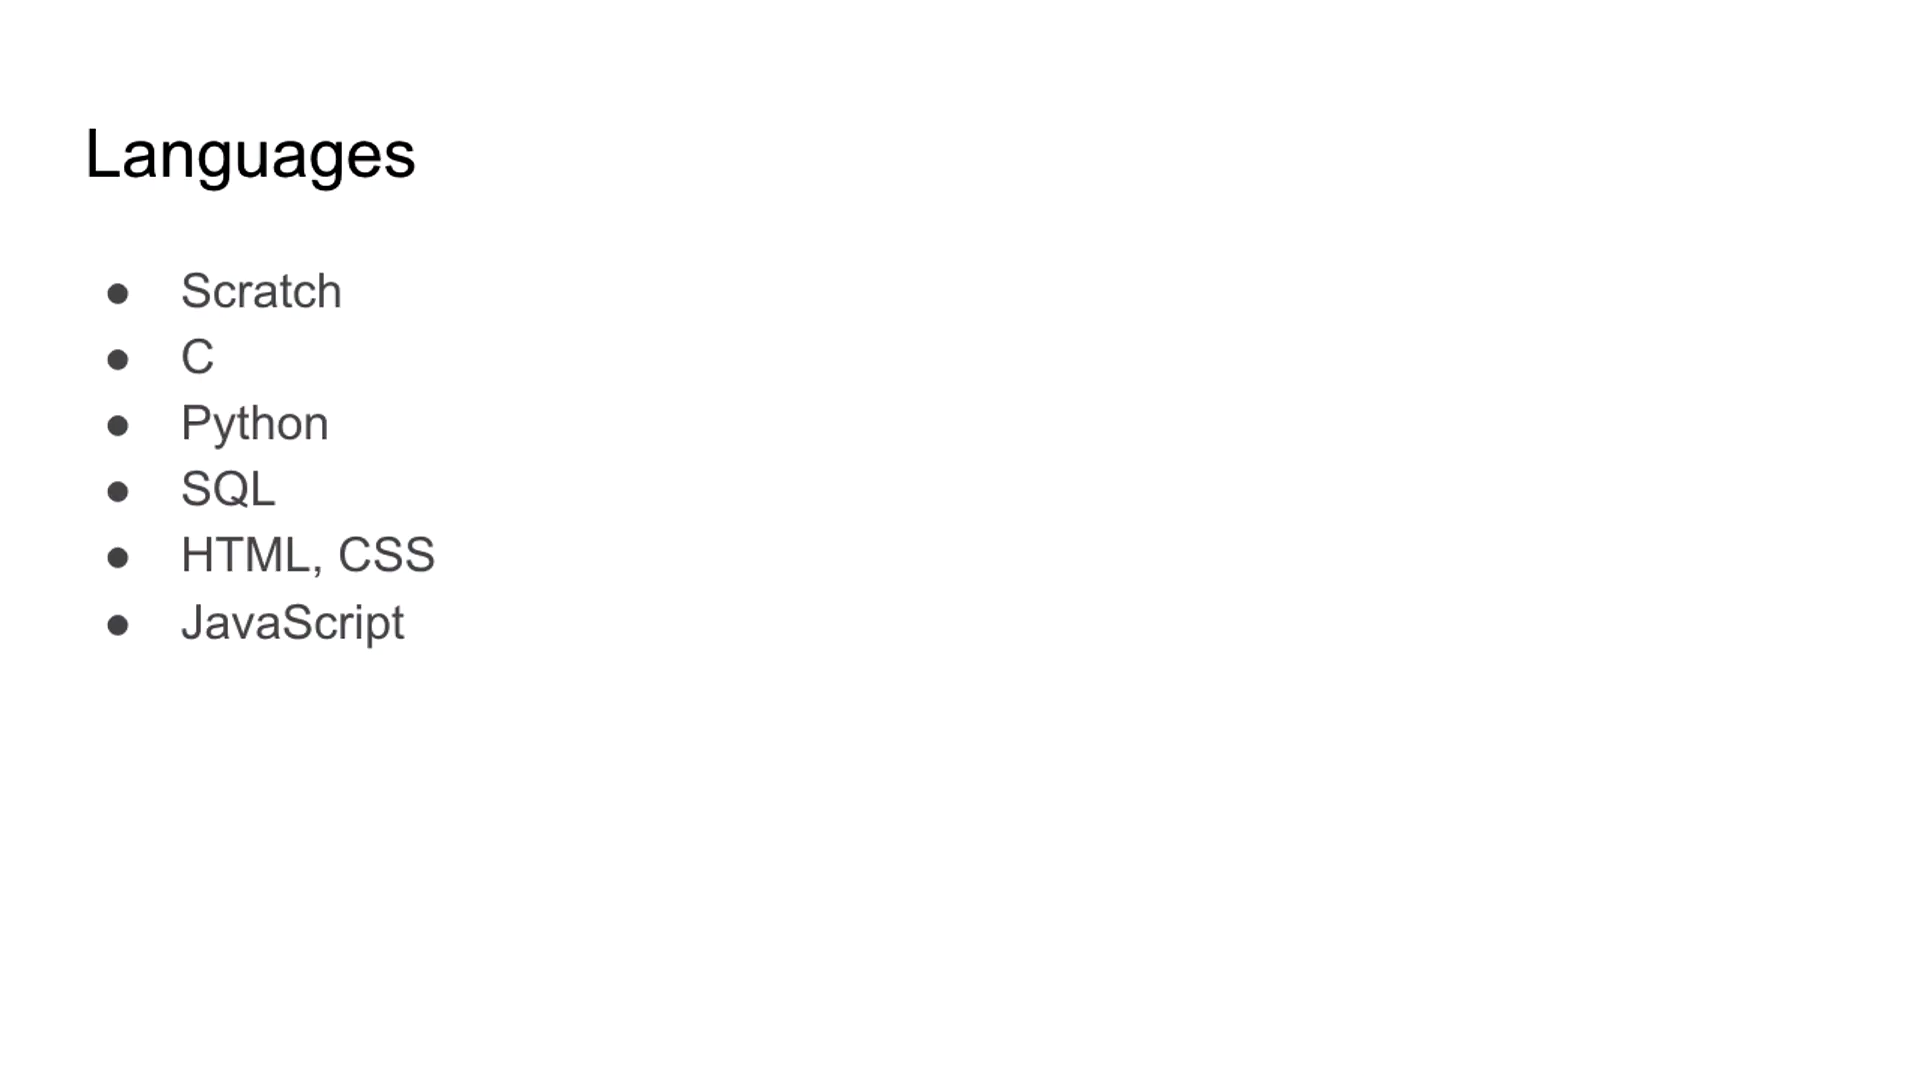 Languages
● Scratch
● C
● Python
● SQL
● HTML, CSS
● JavaScript